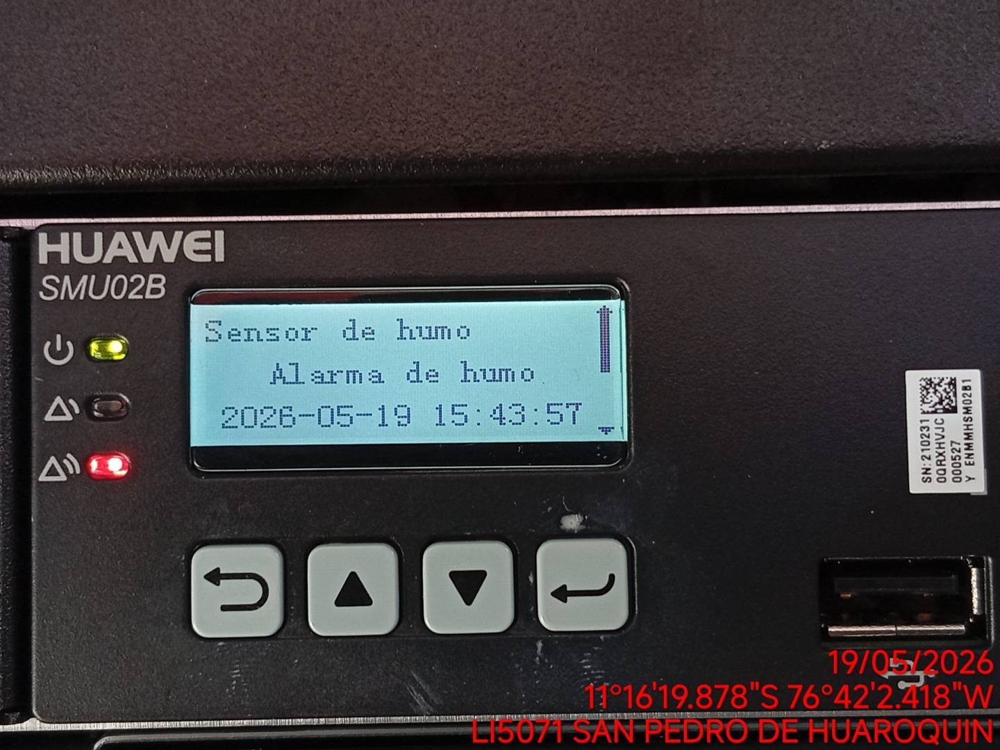 HUAWEI
SMU02B
Sensor de humo
Alarma de humo
2026-05-19 15:43:57
SN:210231
0QRXHVJC
000527
Y ENMMHSM02B1
19/05/2026
11°16'19.878"S 76°42'2.418"W
LI5071 SAN PEDRO DE HUAROQUIN